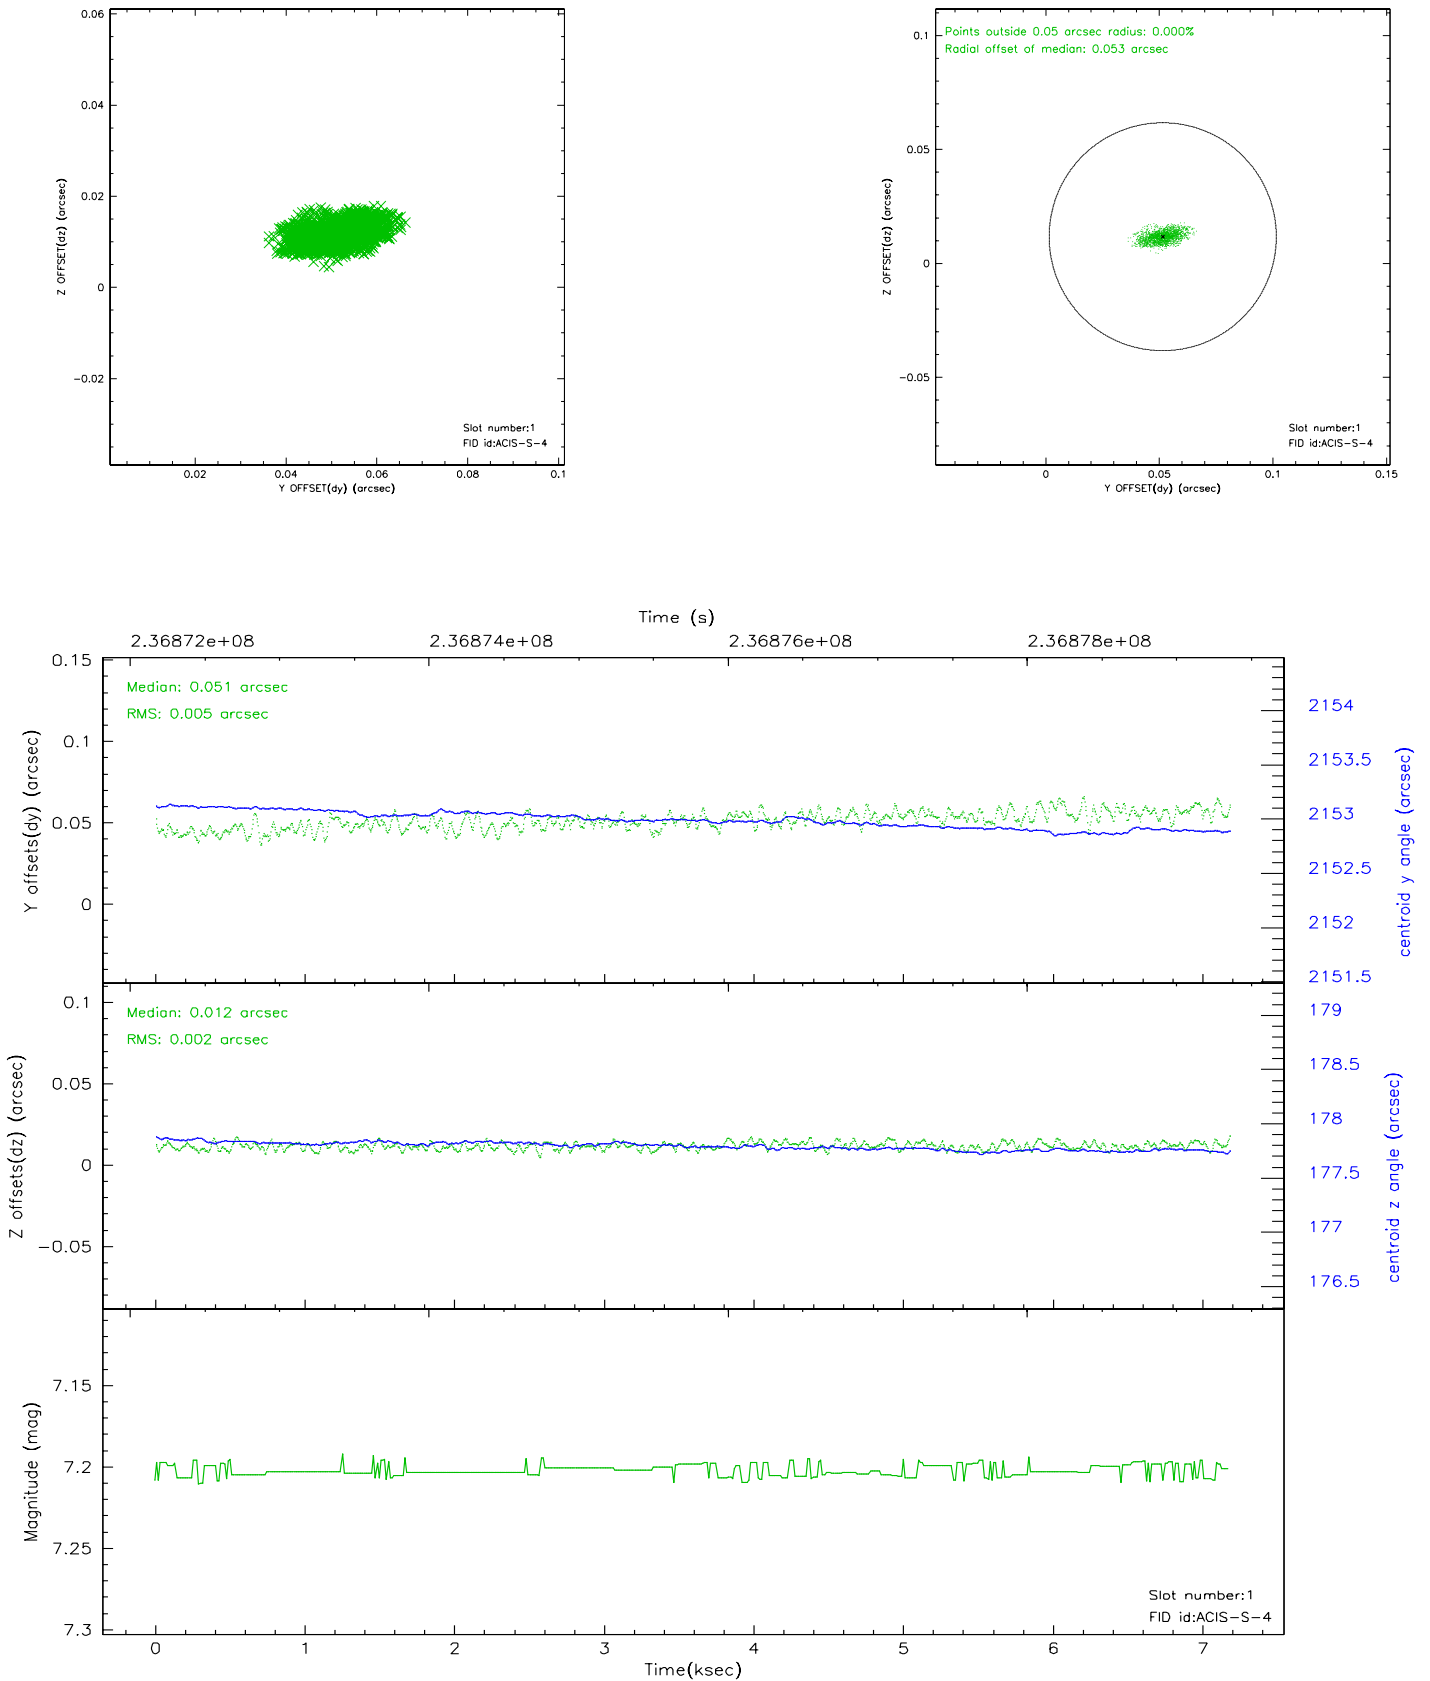 0.06
0.04
0.02
0
−0.02
Z OFFSET(dz) (arcsec)
Slot number:1
FID id:ACIS−S−4
0.02 0.04 0.06 0.08 0.1
Y OFFSET(dy) (arcsec)
Points outside 0.05 arcsec radius: 0.000%
Radial offset of median: 0.053 arcsec
0.1
0.05
0
−0.05
Z OFFSET(dz) (arcsec)
Slot number:1
FID id:ACIS−S−4
0 0.05 0.1 0.15
Y OFFSET(dy) (arcsec)
Time (s)
2.36872e+08 2.36874e+08 2.36876e+08 2.36878e+08
Median: 0.051 arcsec
RMS: 0.005 arcsec
0.15
0.1
0.05
0
Y offsets(dy) (arcsec)
2154
2153.5
2153
2152.5
2152
2151.5
centroid y angle (arcsec)
Median: 0.012 arcsec
RMS: 0.002 arcsec
0.1
0.05
0
−0.05
Z offsets(dz) (arcsec)
179
178.5
178
177.5
177
176.5
centroid z angle (arcsec)
7.15
7.2
7.25
7.3
Magnitude (mag)
Slot number:1
FID id:ACIS−S−4
0 1 2 3 4 5 6 7
Time(ksec)